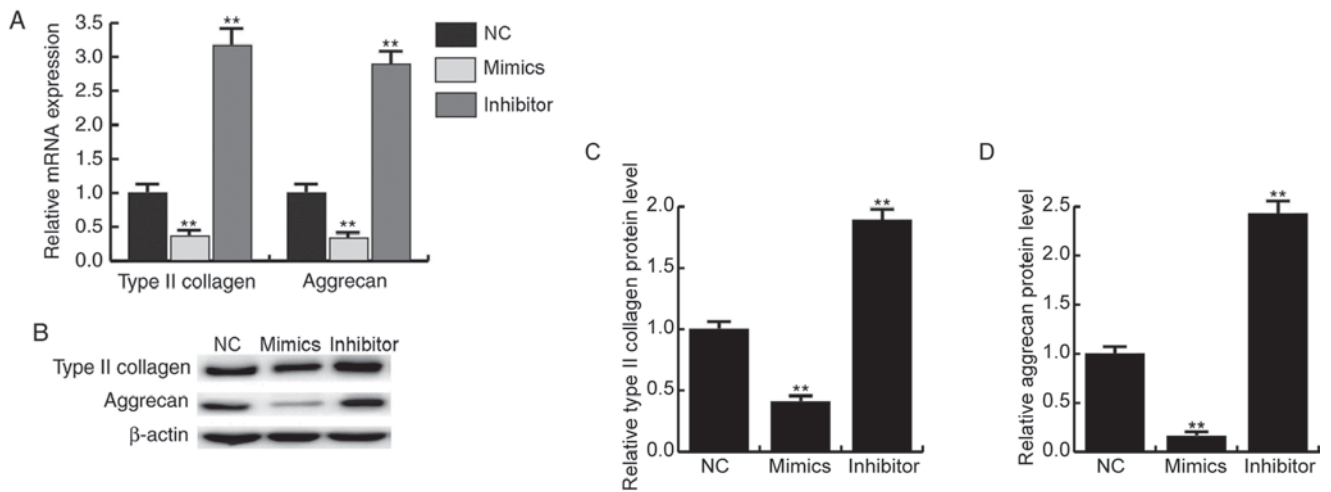 A
Relative mRNA expression
3.5
3.0
2.5
2.0
1.5
1.0
0.5
0.0
**
**
**
**
Type II collagen
Aggrecan
NC
Mimics
Inhibitor
B
NC Mimics Inhibitor
Type II collagen
Aggrecan
β-actin
C
Relative type II collagen protein level
2.0
1.5
1.0
0.5
0.0
**
**
NC
Mimics
Inhibitor
D
Relative aggrecan protein level
2.5
2.0
1.5
1.0
0.5
0.0
**
**
NC
Mimics
Inhibitor